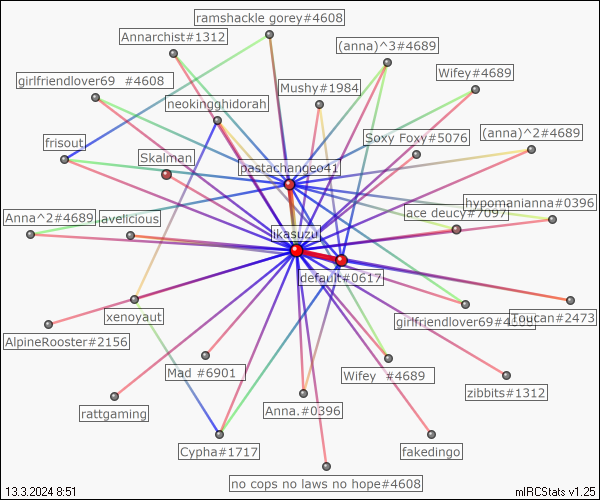 ramshackle gorey#4608
Annarchist#1312
(anna)^3#4689
Wifey#4689
girlfriendlover69 #4608
Mushy#1984
neokingghidorah
(anna)^2#4689
Soxy Foxy#5076
frisout
Skalman
pastachangeo41
hypomanianna#0396
ace deucy#7097
Anna^2#4689
lavelicious
ikasuzu
default#0617
xenoyaut
girlfriendlover69#4608
Toucan#2473
AlpineRooster#2156
Mad #6901
Wifey #4689
zibbits#1312
rattgaming
Anna.#0396
Cypha#1717
fakedingo
no cops no laws no hope#4608
13.3.2024 8:51
mIRCStats v1.25